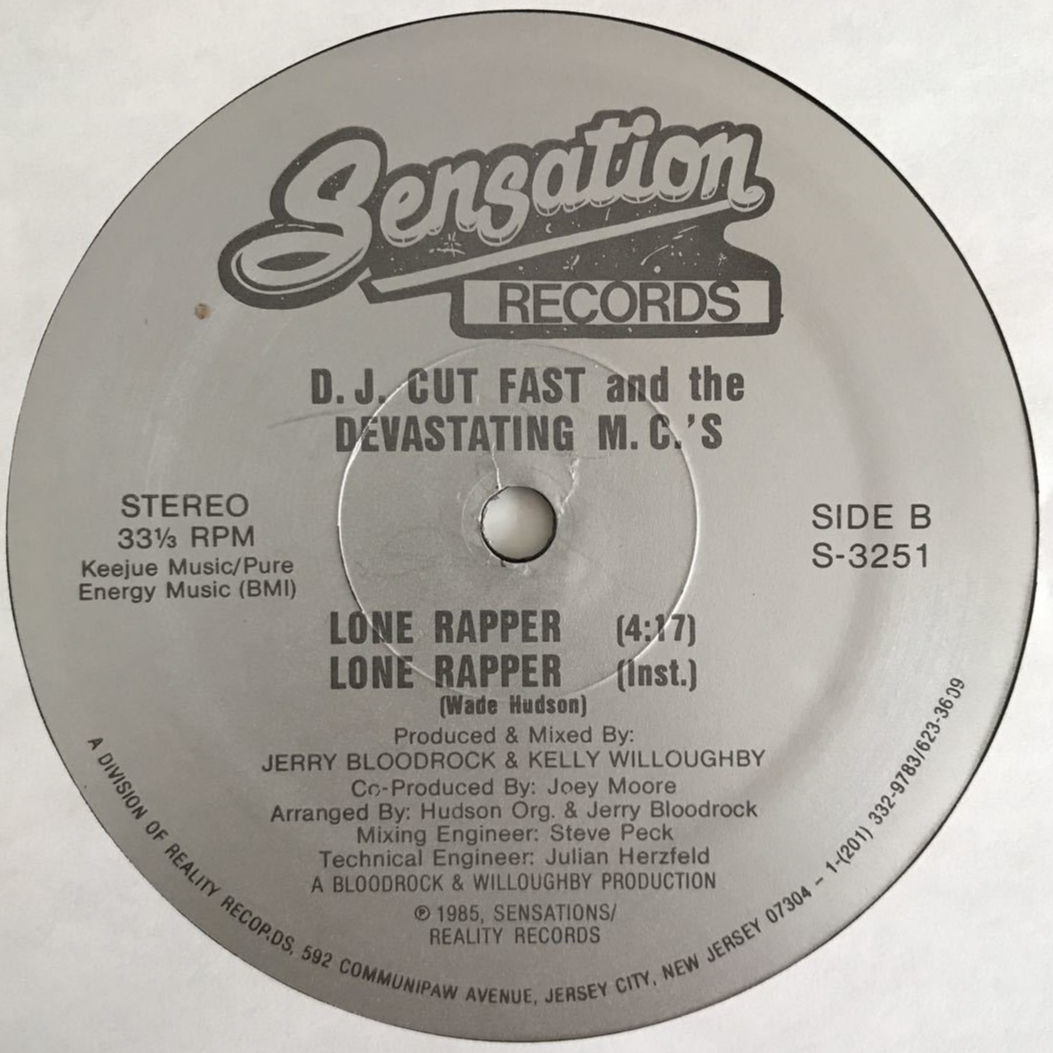 Sensation
RECORDS
D.J. CUT FAST and the
DEVASTATING M.C.'S
STEREO
33⅓ RPM
Keejue Music/Pure
Energy Music (BMI)
SIDE B
S-3251
LONE RAPPER (4:17)
LONE RAPPER (Inst.)
(Wade Hudson)
Produced & Mixed By:
JERRY BLOODROCK & KELLY WILLOUGHBY
Co-Produced By: Joey Moore
Arranged By: Hudson Org. & Jerry Bloodrock
Mixing Engineer: Steve Peck
Technical Engineer: Julian Herzfeld
A BLOODROCK & WILLOUGHBY PRODUCTION
℗ 1985, SENSATIONS/
REALITY RECORDS
A DIVISION OF REALITY RECORDS, 592 COMMUNIPAW AVENUE, JERSEY CITY, NEW JERSEY 07304 – 1-(201) 332-9783/623-3609